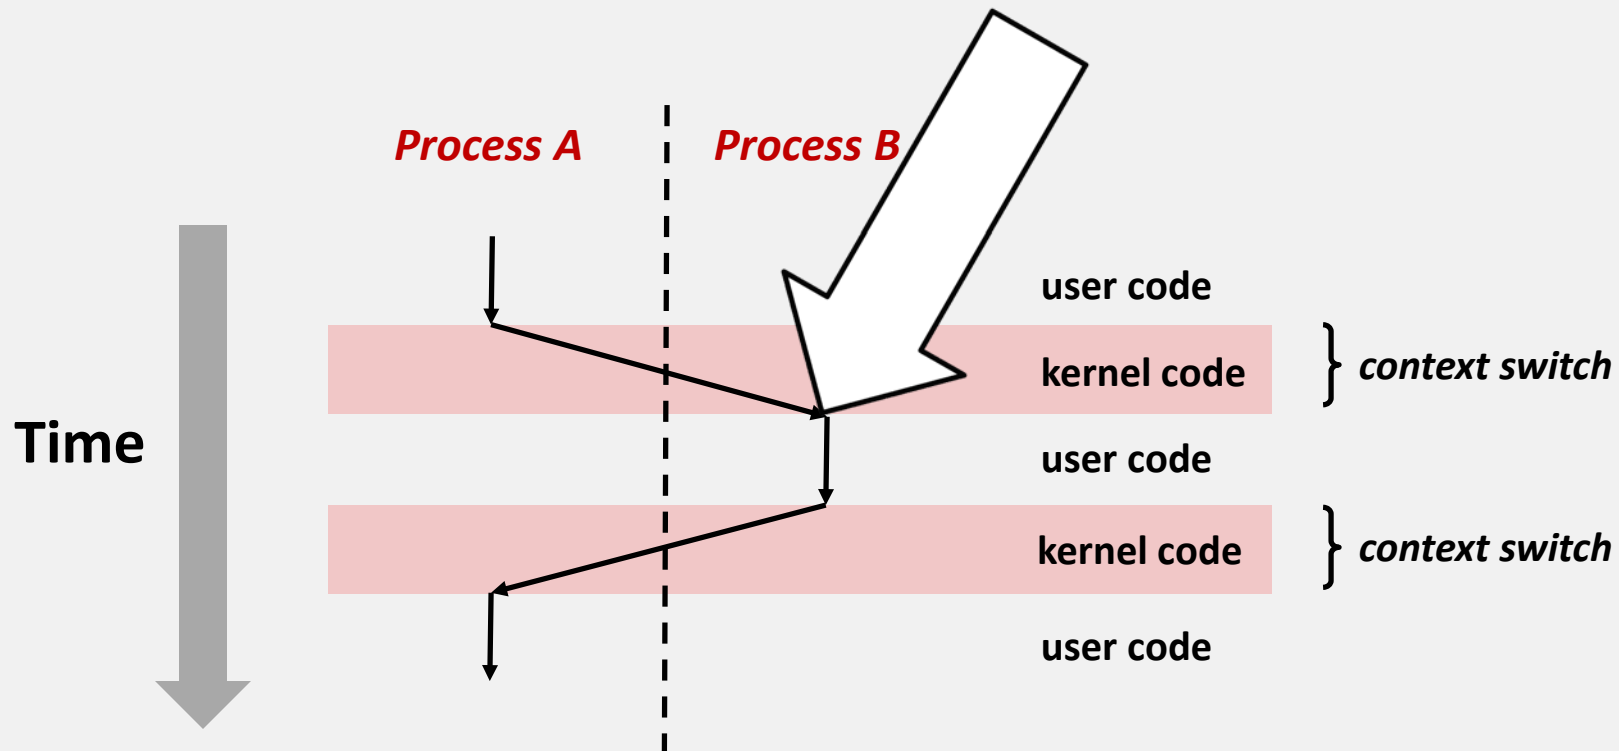 Process A
Process B
user code
kernel code
context switch
Time
user code
kernel code
context switch
user code